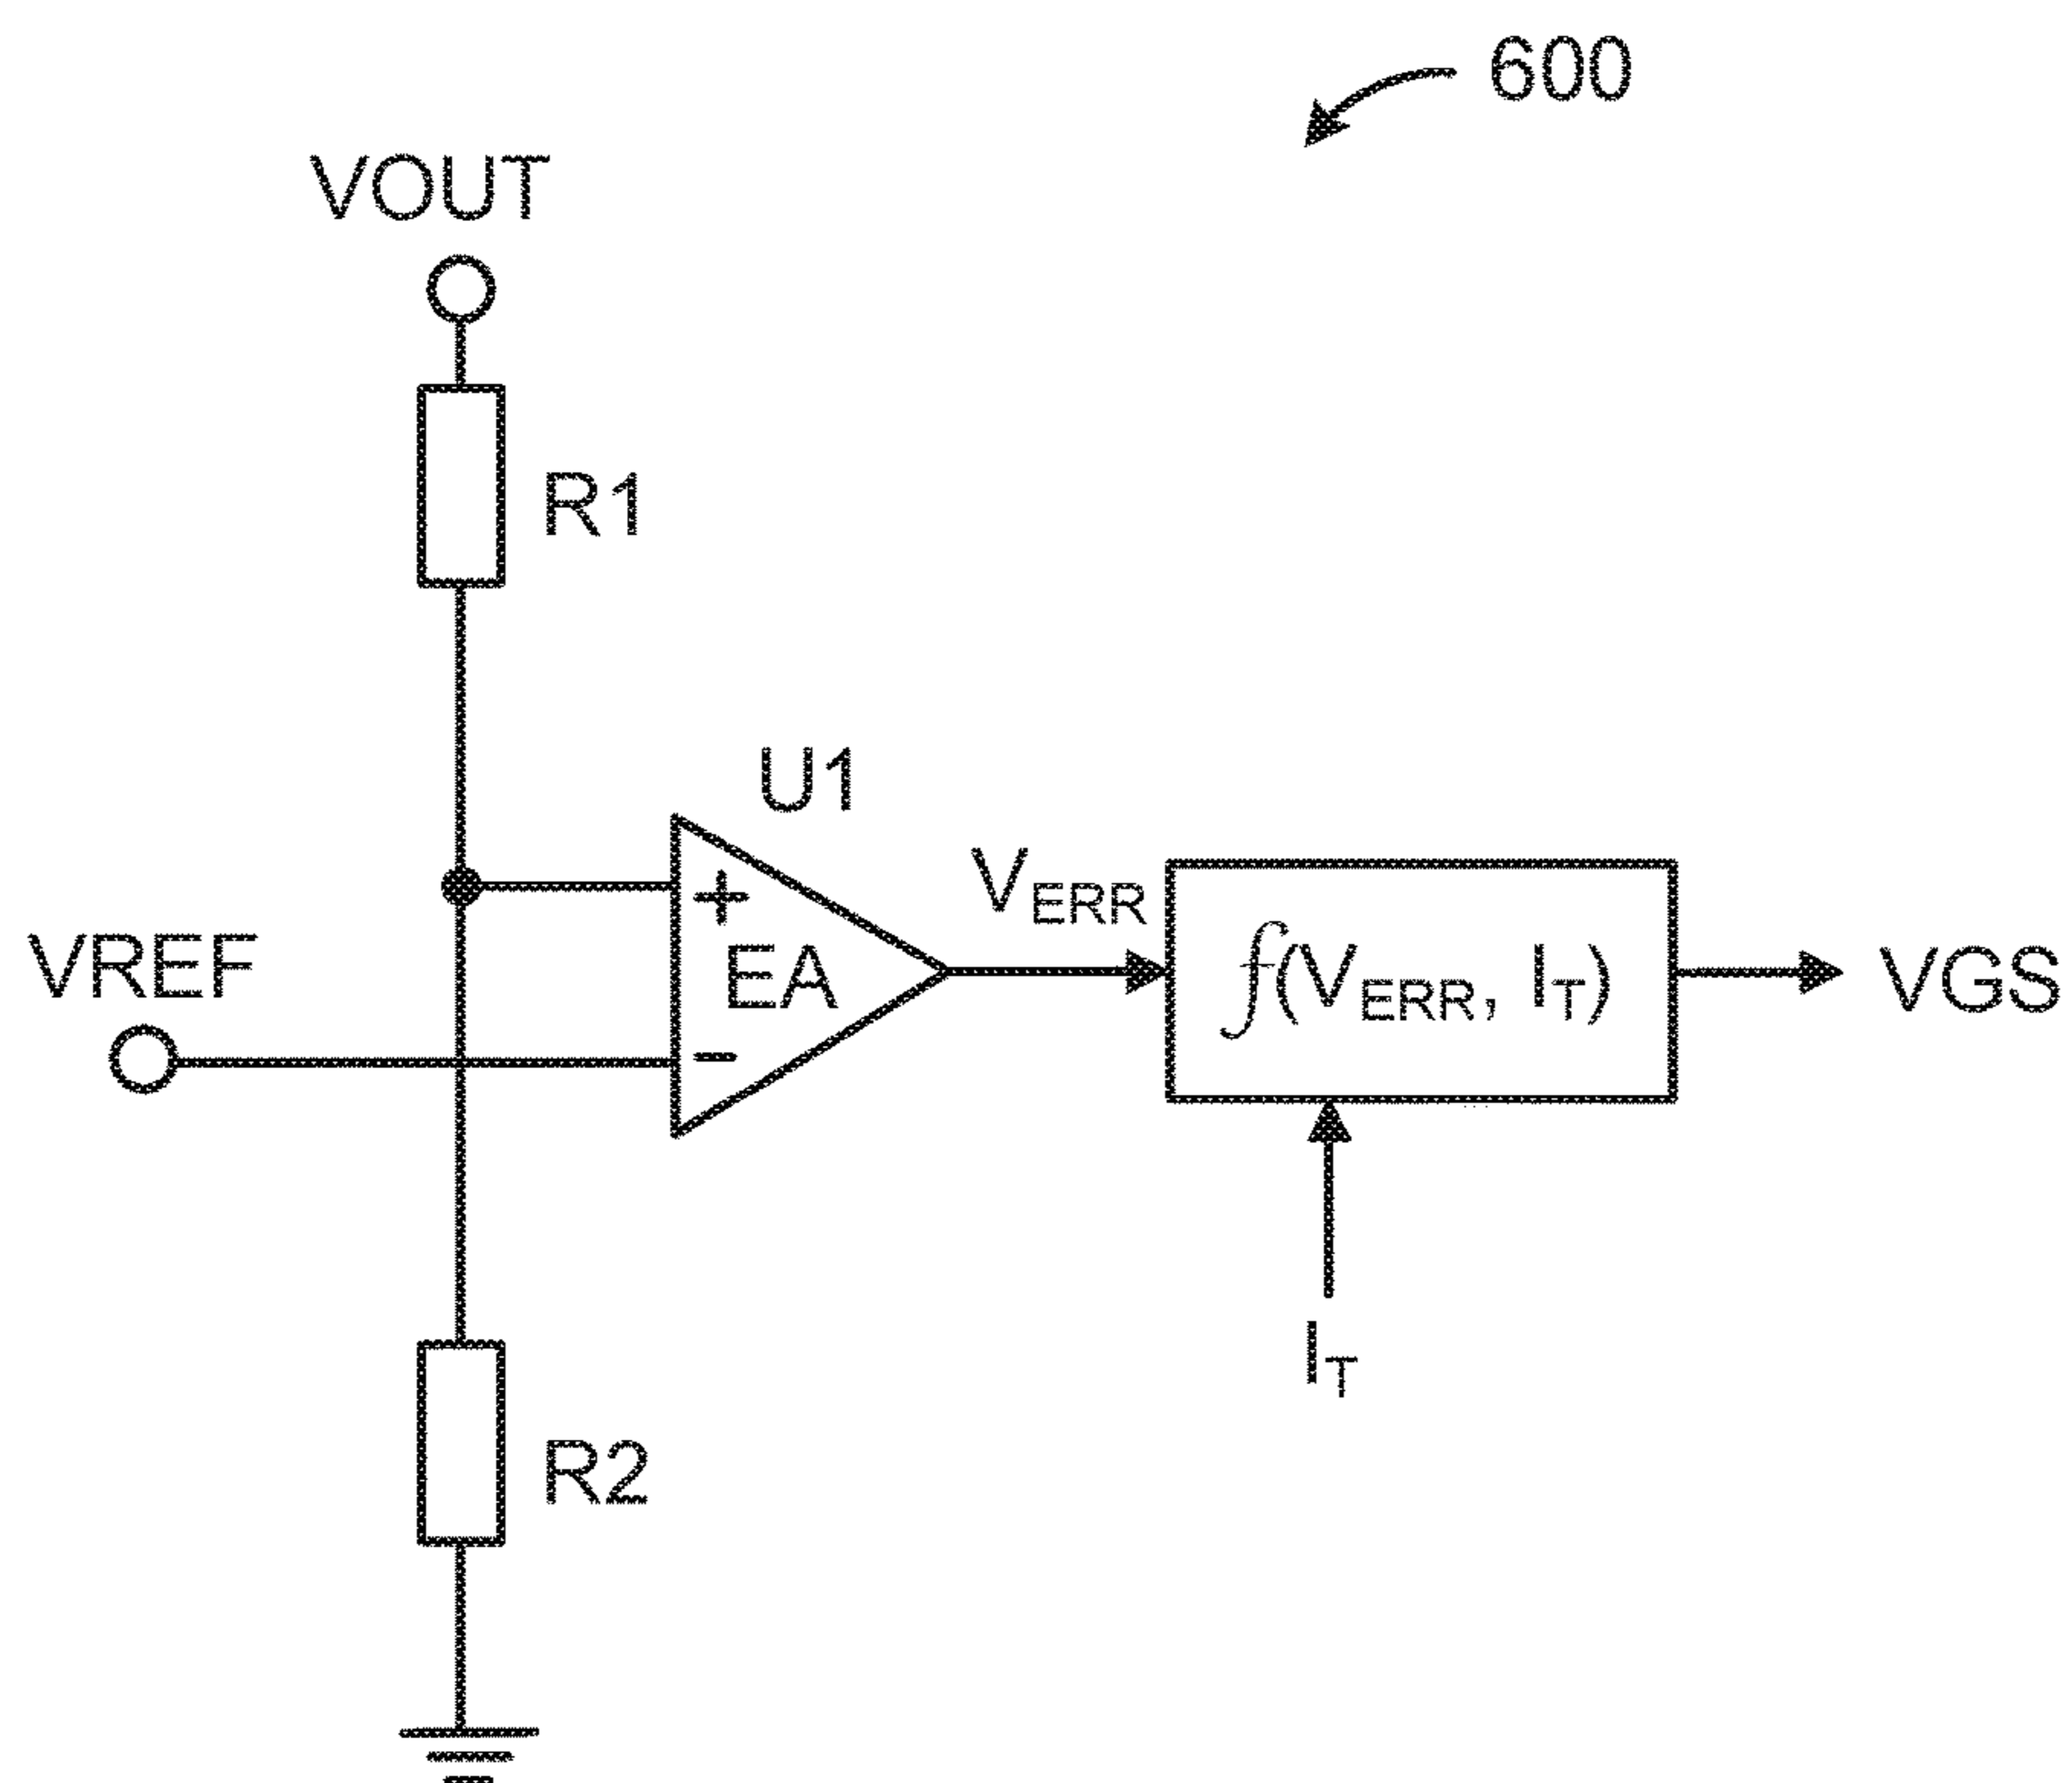 600
VOUT
R1
U1
+
EA
-
VREF
VERR
f(VERR, IT)
VGS
IT
R2